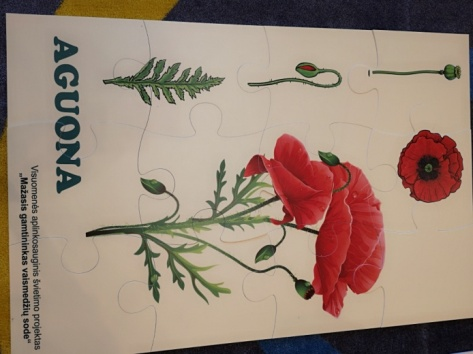 AGUONA
Visuomenės aplinkosauginis švietimo projektas
„Mažasis gamtininkas vaismedžių sode“